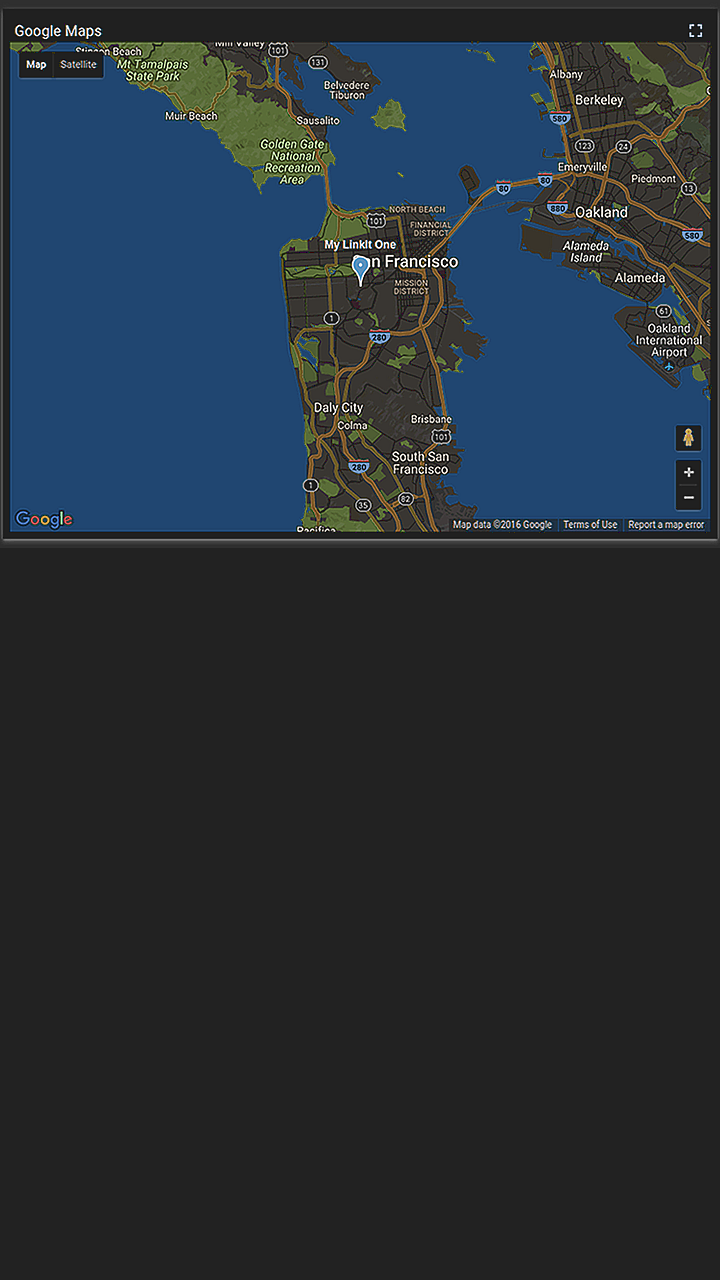 Google Maps
Stinson Beach
Mill Valley
101
Map Satellite
Mt Tamalpais
State Park
131
Belvedere
Tiburon
Albany
Berkeley
Muir Beach
Sausalito
580
Golden Gate
National
Recreation
Area
123
24
Emeryville
Piedmont
13
80
80
880
Oakland
NORTH BEACH
101
FINANCIAL
DISTRICT
580
My LinkIt One
an Francisco
Alameda
Island
Alameda
MISSION
DISTRICT
1
280
61
Oakland
International
Airport
Daly City
Colma
Brisbane
101
South San
Francisco
280
1
35
82
+
−
Pacifica
Google
Map data ©2016 Google Terms of Use Report a map error